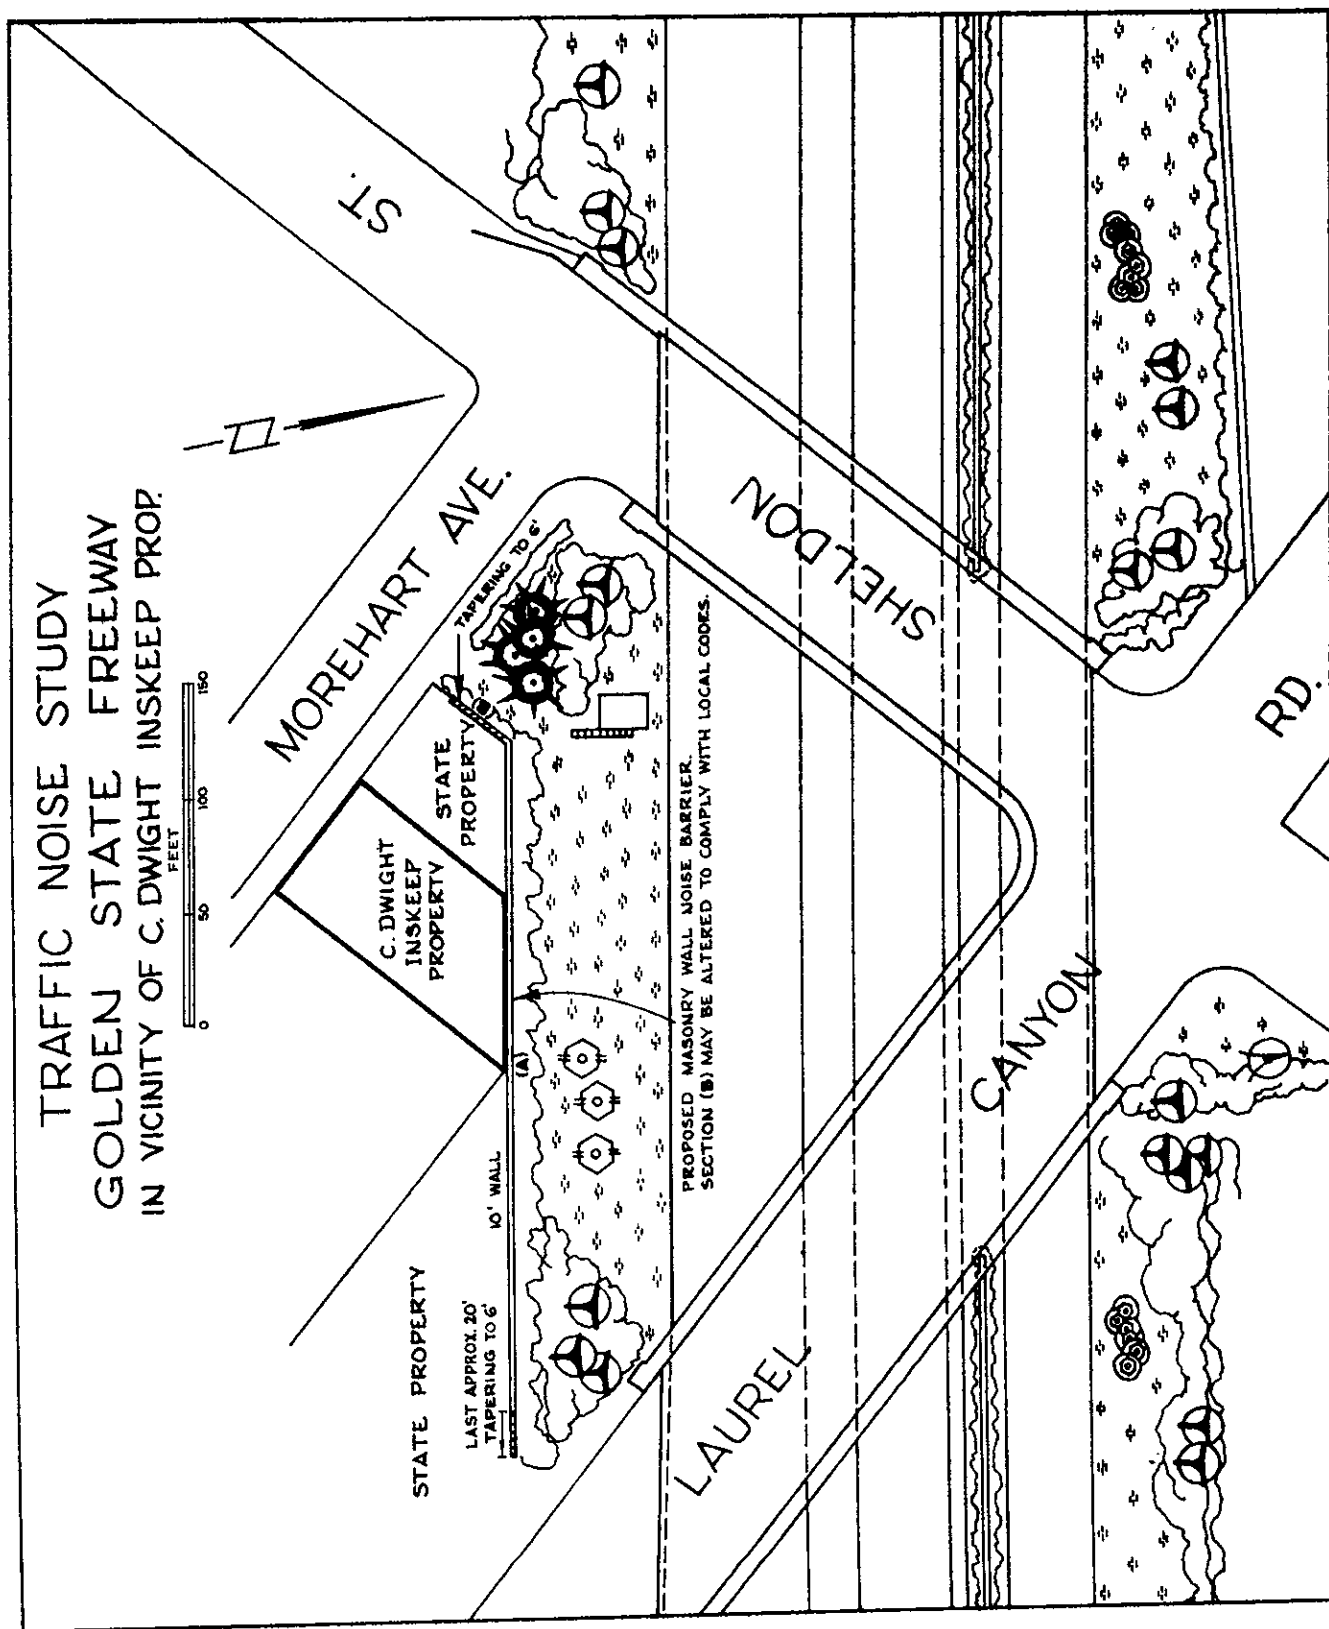 TRAFFIC NOISE STUDY
GOLDEN STATE FREEWAY
IN VICINITY OF C. DWIGHT INSKEEP PROP.
0 50 100 150
FEET
N
ST.
MOREHART AVE.
TAPERING TO 6'
(B)
STATE
PROPERTY
C. DWIGHT
INSKEEP
PROPERTY
(A)
10' WALL
STATE PROPERTY
LAST APPROX. 20'
TAPERING TO 6'
PROPOSED MASONRY WALL NOISE BARRIER.
SECTION (B) MAY BE ALTERED TO COMPLY WITH LOCAL CODES.
SHELDON
LAUREL
CANYON
RD.